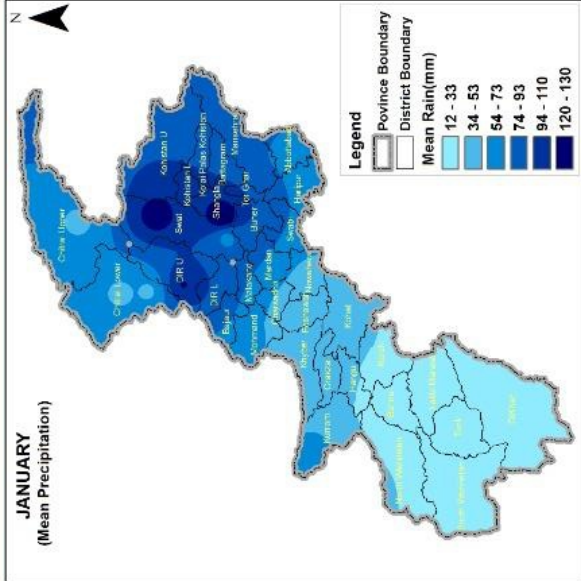 JANUARY
(Mean Precipitation)
N
Chitral Upper
Chitral Lower
Kohistan U
Swat
Kohistan L
DIR U
Kolai Palas Kohistan
Shangla
Battagram
Mansehra
Tor Ghar
DIR L
Buner
Bajaur
Malakand
Abbottabad
Haripur
Swabi
Mardan
Mohmand
Charsadda
Nowshera
Peshawar
Khyber
Kohat
Orakzai
Hangu
Kurram
Karak
Bannu
North Waziristan
Lakki Marwat
Tank
South Waziristan
DIKhan
Legend
Povince Boundary
District Boundary
Mean Rain(mm)
12 - 33
34 - 53
54 - 73
74 - 93
94 - 110
120 - 130